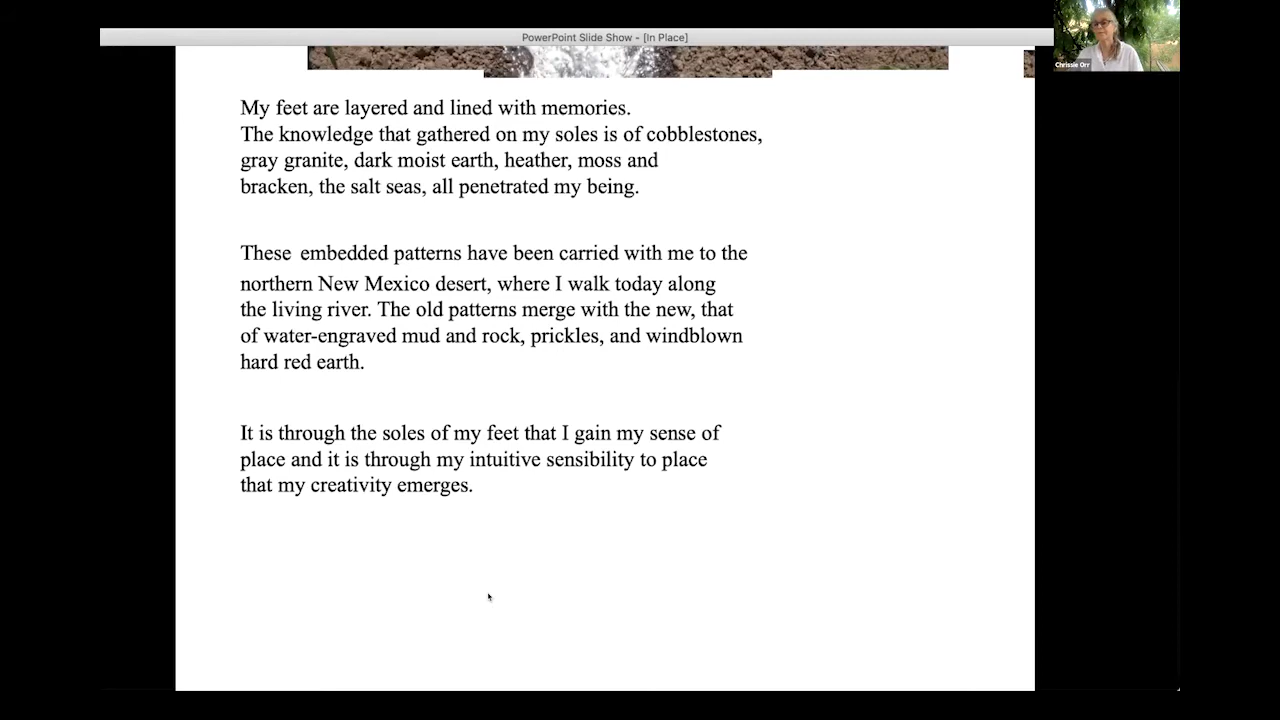 PowerPoint Slide Show - [In Place]
Chrissie Orr
My feet are layered and lined with memories.
The knowledge that gathered on my soles is of cobblestones,
gray granite, dark moist earth, heather, moss and
bracken, the salt seas, all penetrated my being.
These embedded patterns have been carried with me to the
northern New Mexico desert, where I walk today along
the living river. The old patterns merge with the new, that
of water-engraved mud and rock, prickles, and windblown
hard red earth.
It is through the soles of my feet that I gain my sense of
place and it is through my intuitive sensibility to place
that my creativity emerges.